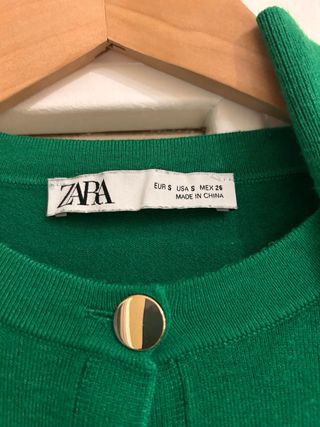 ZARA
EUR S USA S MEX 26
MADE IN CHINA